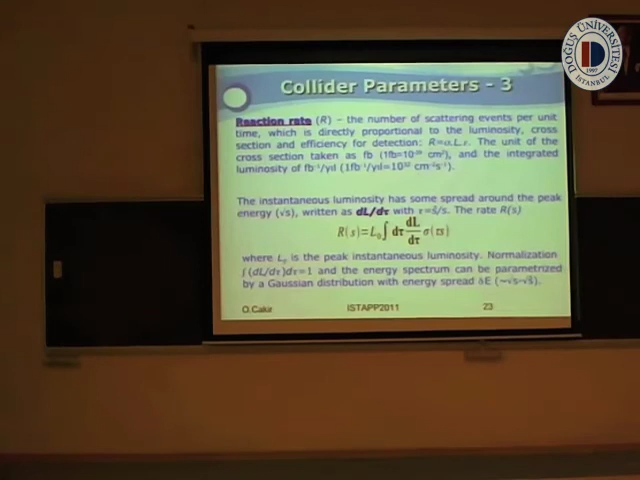 DOĞUŞ ÜNİVERSİTESİ
1997
İSTANBUL
Collider Parameters - 3
Reaction rate (R) – the number of scattering events per unit
time, which is directly proportional to the luminosity, cross
section and efficiency for detection: R=σ.L.ε. The unit of the
cross section taken as fb (1fb=10⁻³⁹ cm²), and the integrated
luminosity of fb⁻¹/yıl (1fb⁻¹/yıl=10³² cm⁻²s⁻¹).
The instantaneous luminosity has some spread around the peak
energy (√s), written as dL/dτ with τ=ŝ/s. The rate R(s)
R(s)=L₀∫ dτ dL/dτ σ(τs)
where L₀ is the peak instantaneous luminosity. Normalization
∫(dL/dτ)dτ=1 and the energy spectrum can be parametrized
by a Gaussian distribution with energy spread δE (~√s-√ŝ).
O.Cakir ISTAPP2011 23